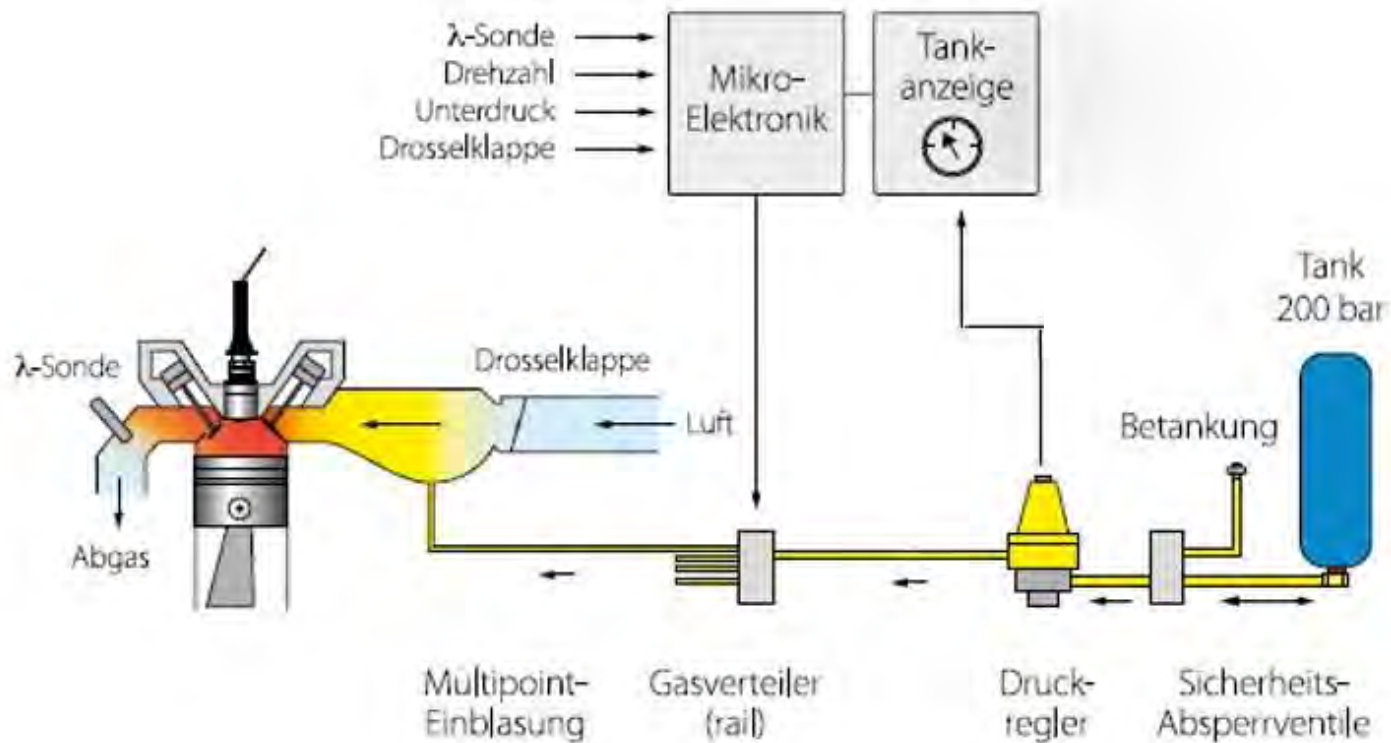 λ-Sonde
Drehzahl
Unterdruck
Drosselklappe
Mikro-
Elektronik
Tank-
anzeige
Tank
200 bar
λ-Sonde
Drosselklappe
Luft
Betankung
Abgas
Multipoint-
Einblasung
Gasverteiler
(rail)
Druck-
regler
Sicherheits-
Absperrventile